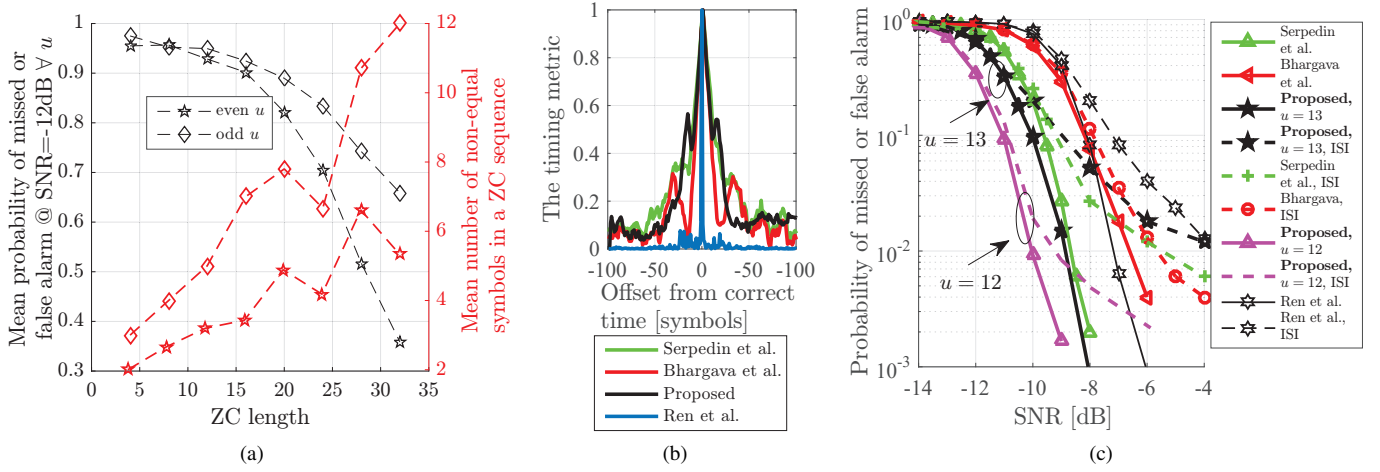 Mean probability of missed or
false alarm @ SNR=-12dB ∀ u
1
0.9
0.8
0.7
0.6
0.5
0.4
0.3
0
5
10
15
20
25
30
35
ZC length
even u
odd u
12
10
8
6
4
2
Mean number of non-equal
symbols in a ZC sequence
(a)
The timing metric
1
0.8
0.6
0.4
0.2
0
-100
-50
0
-50
-100
Offset from correct
time [symbols]
Serpedin et al.
Bhargava et al.
Proposed
Ren et al.
(b)
Probability of missed or false alarm
10^0
10^-1
10^-2
10^-3
-14
-12
-10
-8
-6
-4
SNR [dB]
u = 13
u = 12
Serpedin
et al.
Bhargava
et al.
Proposed,
u = 13
Proposed,
u = 13, ISI
Serpedin
et al., ISI
Bhargava,
ISI
Proposed,
u = 12
Proposed,
u = 12, ISI
Ren et al.
Ren et al.,
ISI
(c)